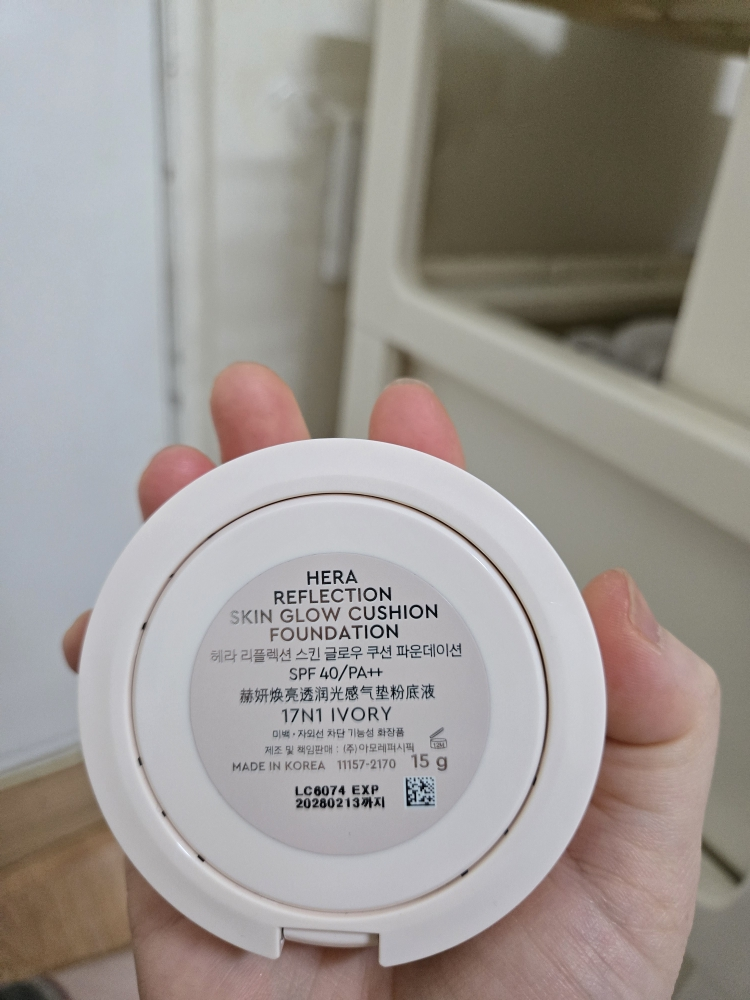 HERA
REFLECTION
SKIN GLOW CUSHION
FOUNDATION
헤라 리플렉션 스킨 글로우 쿠션 파운데이션
SPF 40/PA++
赫妍焕亮透润光感气垫粉底液
17N1 IVORY
미백·자외선 차단 기능성 화장품
제조 및 책임판매 : (주)아모레퍼시픽
MADE IN KOREA 11157-2170 15 g
LC6074 EXP
20280213까지